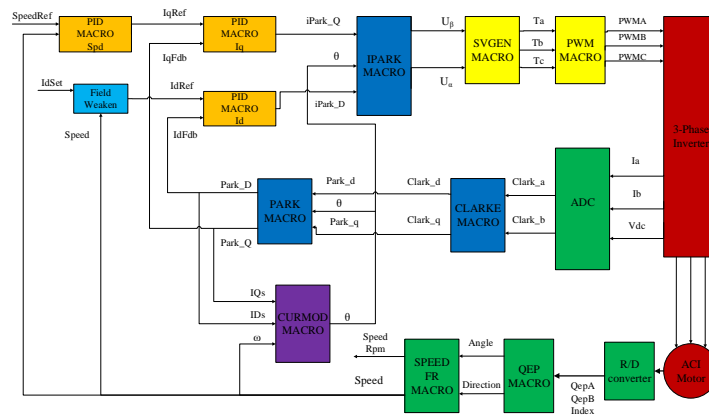 SpeedRef
PID
MACRO
Spd
IqRef
IqFdb
PID
MACRO
Iq
iPark_Q
θ
IPARK
MACRO
Uβ
Uα
SVGEN
MACRO
Ta
Tb
Tc
PWM
MACRO
PWMA
PWMB
PWMC
3-Phase
Inverter
IdSet
Field
Weaken
Speed
IdRef
IdFdb
PID
MACRO
Id
iPark_D
Park_D
Park_Q
PARK
MACRO
Park_d
θ
Park_q
Clark_d
Clark_q
CLARKE
MACRO
Clark_a
Clark_b
ADC
Ia
Ib
Vdc
IQs
IDs
ω
CURMOD
MACRO
θ
Speed
Rpm
Speed
SPEED
FR
MACRO
Angle
Direction
QEP
MACRO
QepA
QepB
Index
R/D
converter
ACI
Motor